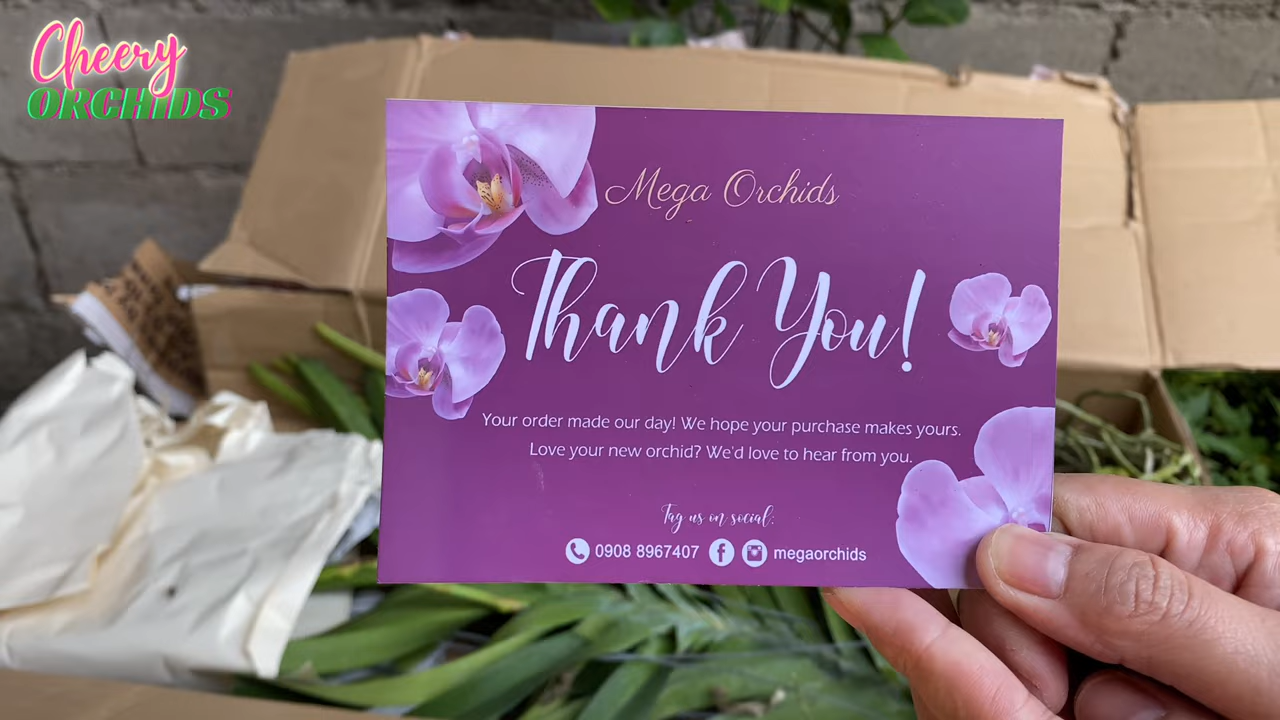 Cheery
ORCHIDS
Mega Orchids
Thank You!
Your order made our day! We hope your purchase makes yours.
Love your new orchid? We'd love to hear from you.
Tag us on social:
0908 8967407 megaorchids